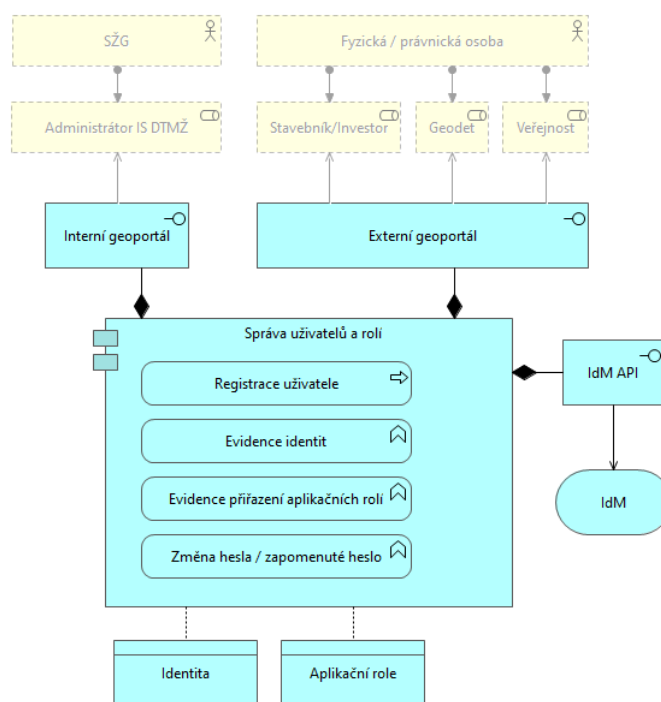 SŽG
Fyzická / právnická osoba
Administrátor IS DTMŽ
Stavebník/Investor
Geodet
Veřejnost
Interní geoportál
Externí geoportál
Správa uživatelů a rolí
Registrace uživatele
IdM API
Evidence identit
Evidence přiřazení aplikačních rolí
IdM
Změna hesla / zapomenuté heslo
Identita
Aplikační role